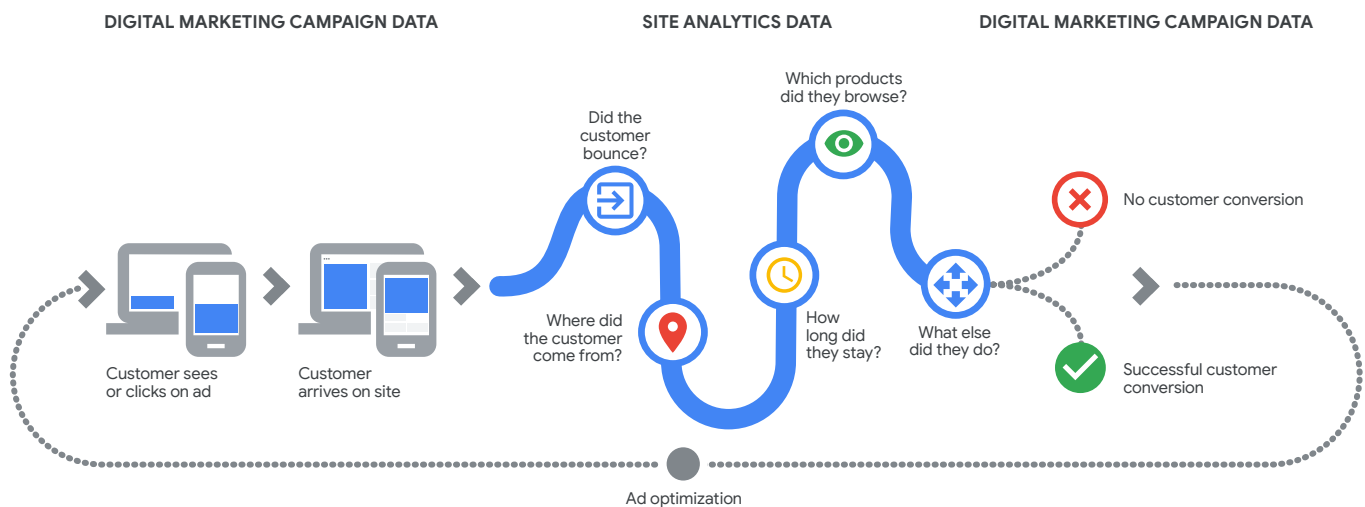 DIGITAL MARKETING CAMPAIGN DATA
SITE ANALYTICS DATA
DIGITAL MARKETING CAMPAIGN DATA
Customer sees
or clicks on ad
Customer
arrives on site
Did the
customer
bounce?
Where did
the customer
come from?
How
long did
they stay?
Which products
did they browse?
What else
did they do?
No customer conversion
Successful customer
conversion
Ad optimization